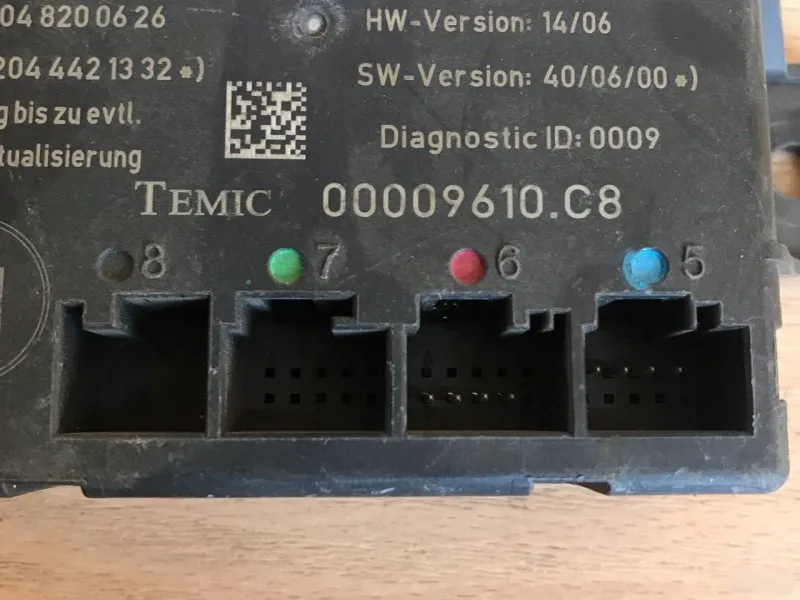 04 820 06 26
HW-Version: 14/06
204 442 13 32 *)
SW-Version: 40/06/00 *)
g bis zu evtl.
tualisierung
Diagnostic ID: 0009
TEMIC 00009610.C8
8 7 6 5